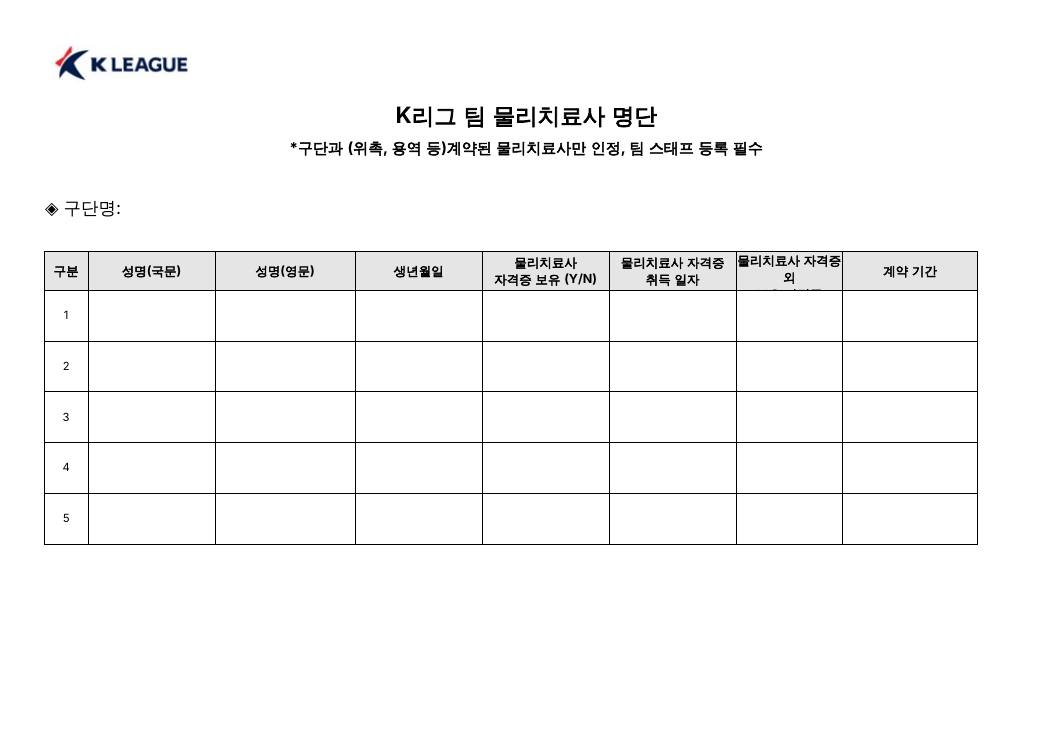 K LEAGUE
K리그 팀 물리치료사 명단
*구단과 (위촉, 용역 등)계약된 물리치료사만 인정, 팀 스태프 등록 필수
◈ 구단명:
구분 성명(국문) 성명(영문) 생년월일 물리치료사 자격증 보유 (Y/N) 물리치료사 자격증 취득 일자 물리치료사 자격증 외 계약 기간
1
2
3
4
5